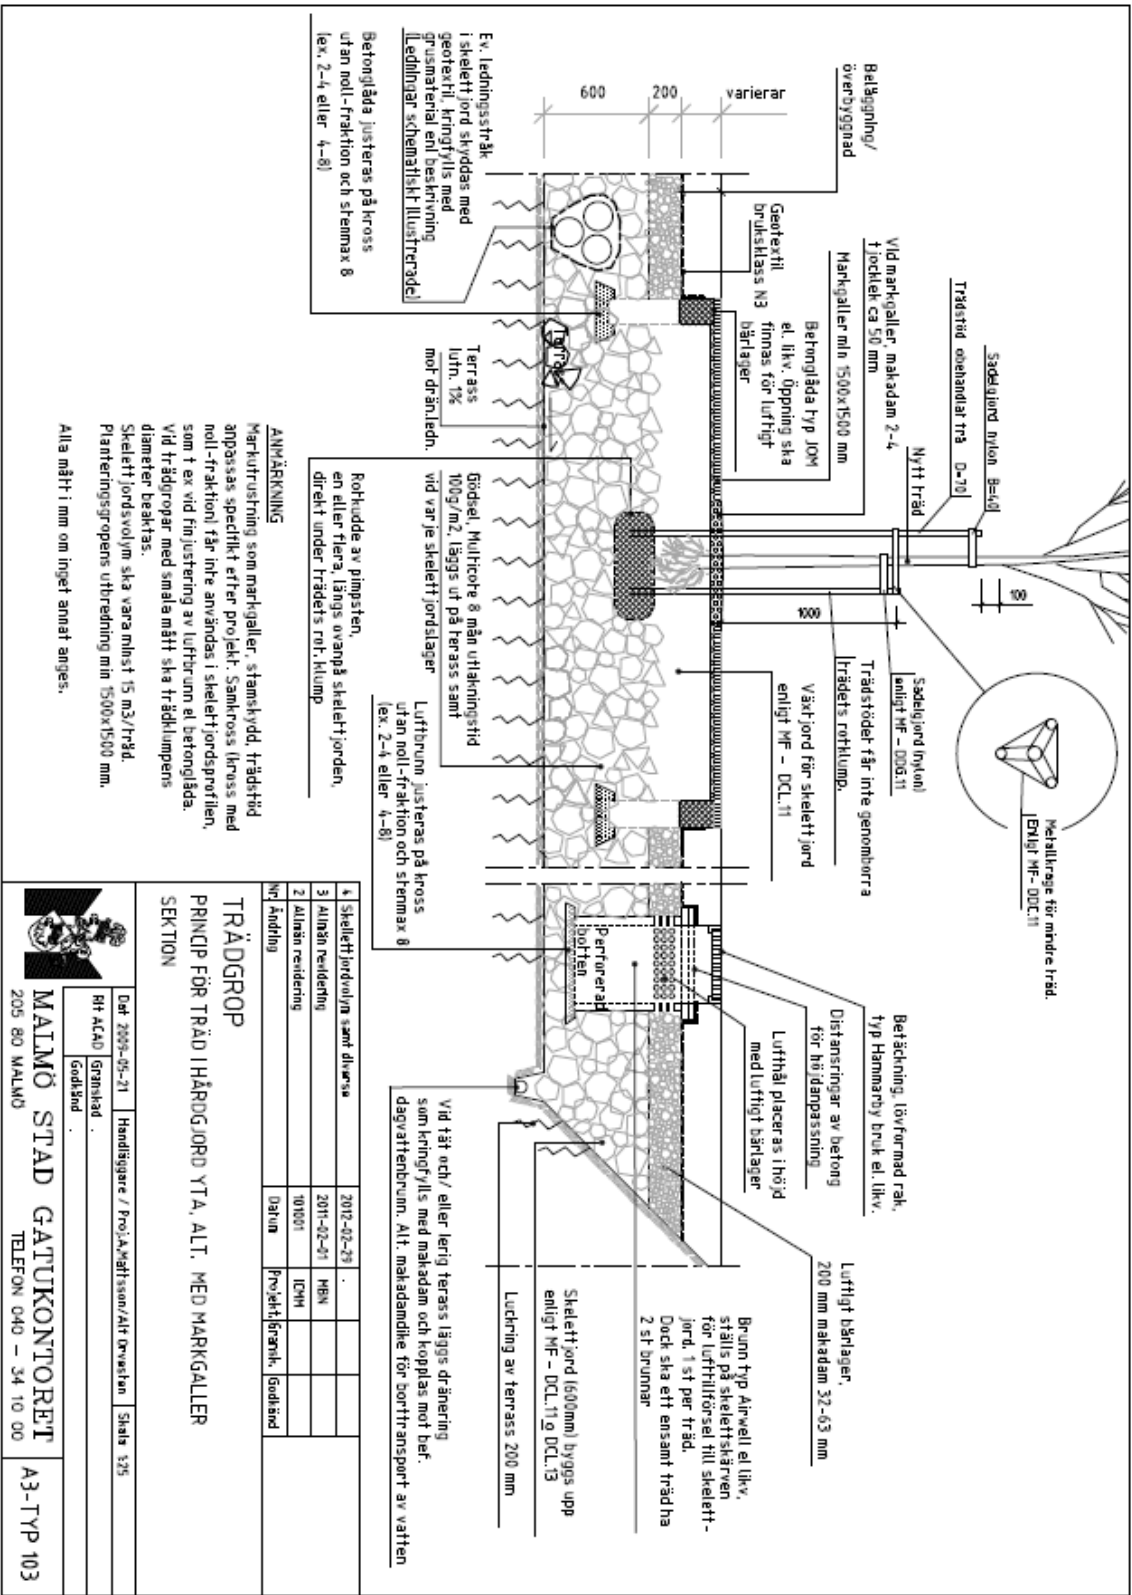 Beläggning/
överbyggnad
varierar
200
600
Geotextil
bruksklass N3
Vid markgaller, makadam 2-4
tjocklek ca 50 mm
Markgaller min 1500x1500 mm
Betonglåda typ JOM
el. likv. Öppning ska
finnas för luftigt
bärlager
Sadelgjord nylon B=40
Trädstöd obehandlat trä D=70
Nytt träd
100
1000
Sadelgjord (nylon)
enligt MF - DDG.11
Trädstödet får inte genomborra
trädets rotklump.
Växtjord för skelettjord
enligt MF - DCL.11
Metallkrage för mindre träd.
Enligt MF- DDC.11
Betäckning, lövformad rak,
typ Hammarby bruk el. likv.
Distansringar av betong
för höjdanpassning
Lufthål placeras i höjd
med luftigt bärlager
Luftigt bärlager,
200 mm makadam 32-63 mm
Brunn typ Airwell el likv,
ställs på skelettskärven
för lufttillförsel till skelett-
jord. 1 st per träd.
Dock ska ett ensamt träd ha
2 st brunnar
Skelettjord (600mm) byggs upp
enligt MF - DCL.11 o DCL.13
Luckring av terrass 200 mm
perforerad
botten
Vid tät och/ eller lerig terass läggs dränering
som kringfylls med makadam och kopplas mot bef.
dagvattenbrunn. Alt. makadamdike för borttransport av vatten
Ev. ledningsstråk
i skelettjord skyddas med
geotextil, kringfylls med
grusmaterial enl beskrivning
(Ledningar schematiskt illustrerade)
Betonglåda justeras på kross
utan noll-fraktion och stenmax 8
(ex. 2-4 eller 4-8)
Terrass
Terrass
lutn. 1%
mot drän.ledn.
Gödsel, Multicote 8 mån utlakningstid
100g/m2, läggs ut på terass samt
vid varje skelettjordslager
Rotkudde av pimpsten,
en eller flera, längs ovanpå skelettjorden,
direkt under trädets rot.klump
Luftbrunn justeras på kross
utan noll-fraktion och stenmax 8
(ex. 2-4 eller 4-8)
ANMÄRKNING
Markutrustning som markgaller, stamskydd, trädstöd
anpassas specifikt efter projekt. Samkross (kross med
noll-fraktion) får inte användas i skelettjordsprofilen,
som t ex vid finjustering av luftbrunn el betonglåda.
Vid trädgropar med smala mått ska trädklumpens
diameter beaktas.
Skelettjordsvolym ska vara minst 15 m3/träd.
Planteringsgropens utbredning min 1500x1500 mm.
Alla mått i mm om inget annat anges.
4 Skelettjordvolym samt diverse 2012-02-29 .
3 Allmän revidering 2011-02-01 MBN
2 Allmän revidering 101001 ICMM
Nr. Ändring Datum Projekt. Gransk. Godkänd
TRÄDGROP
PRINCIP FÖR TRÄD I HÅRDGJORD YTA, ALT. MED MARKGALLER
SEKTION
Dat 2009-05-21 Handläggare / Proj.A.Mattsson/Alf Orvesten Skala 1:25
Rit ACAD Granskad .
Godkänd .
MALMÖ STAD GATUKONTORET
205 80 MALMÖ TELEFON 040 - 34 10 00
A3-TYP 103